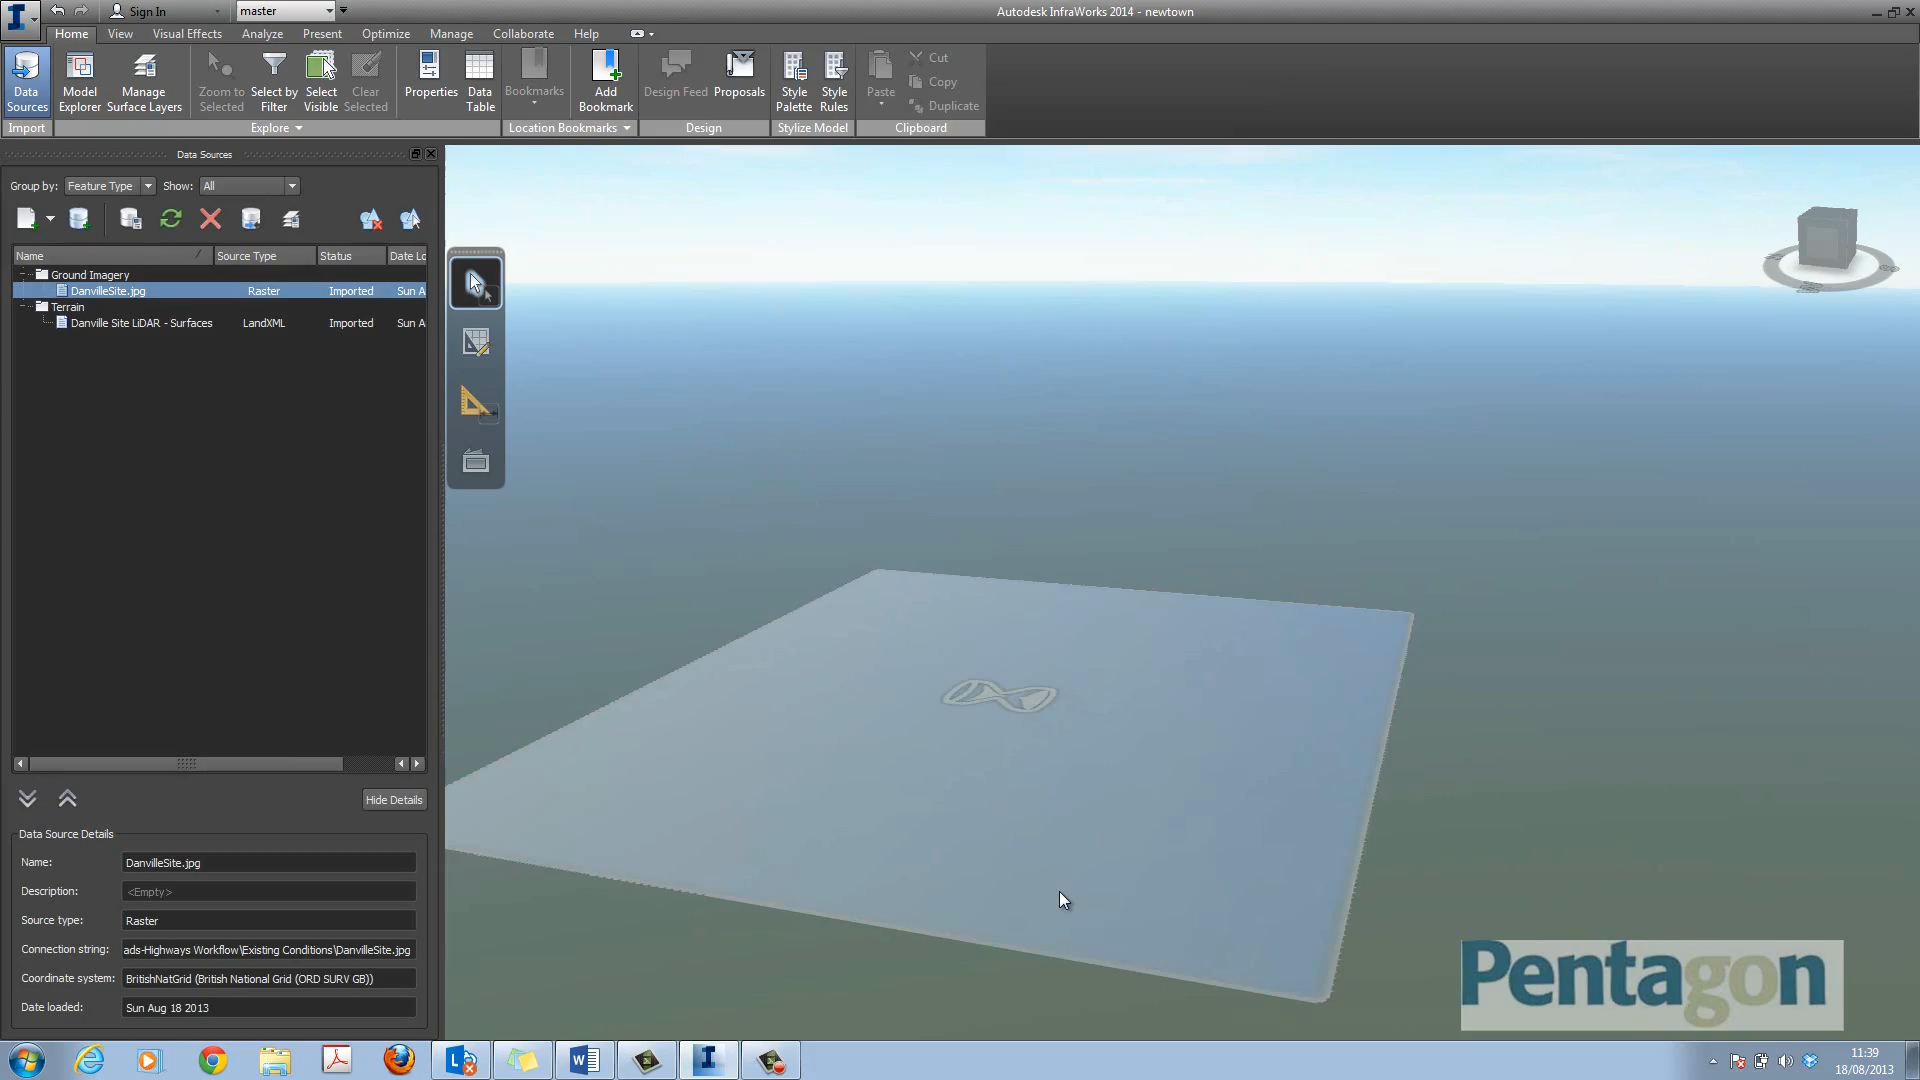 Sign In
master
Autodesk InfraWorks 2014 - newtown
Home View Visual Effects Analyze Present Optimize Manage Collaborate Help
Data Sources
Model Explorer
Manage Surface Layers
Zoom to Selected
Select by Filter
Select Visible
Clear Selected
Properties
Data Table
Bookmarks
Add Bookmark
Design Feed
Proposals
Style Palette
Style Rules
Paste
Cut
Copy
Duplicate
Import Explore Location Bookmarks Design Stylize Model Clipboard
Data Sources
Group by: Feature Type Show: All
Name Source Type Status Date Lo
Ground Imagery
DanvilleSite.jpg Raster Imported Sun A
Terrain
Danville Site LiDAR - Surfaces LandXML Imported Sun A
Hide Details
Data Source Details
Name: DanvilleSite.jpg
Description: <Empty>
Source type: Raster
Connection string: ads-Highways Workflow\Existing Conditions\DanvilleSite.jpg
Coordinate system: BritishNatGrid (British National Grid (ORD SURV GB))
Date loaded: Sun Aug 18 2013
Pentagon
11:39
18/08/2013